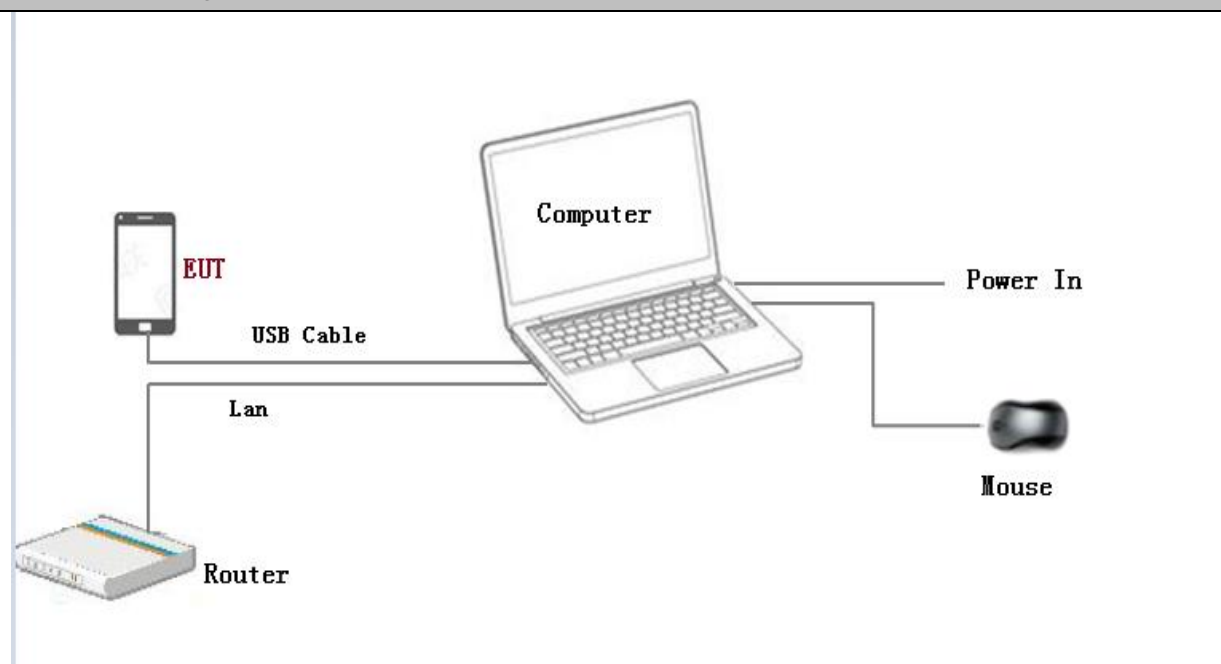 Computer
EUT
Power In
USB Cable
Lan
Mouse
Router